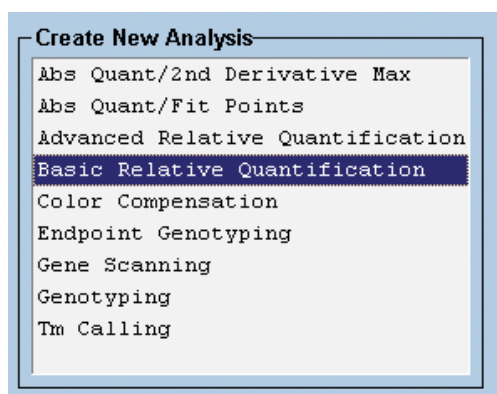 Create New Analysis
Abs Quant/2nd Derivative Max
Abs Quant/Fit Points
Advanced Relative Quantification
Basic Relative Quantification
Color Compensation
Endpoint Genotyping
Gene Scanning
Genotyping
Tm Calling